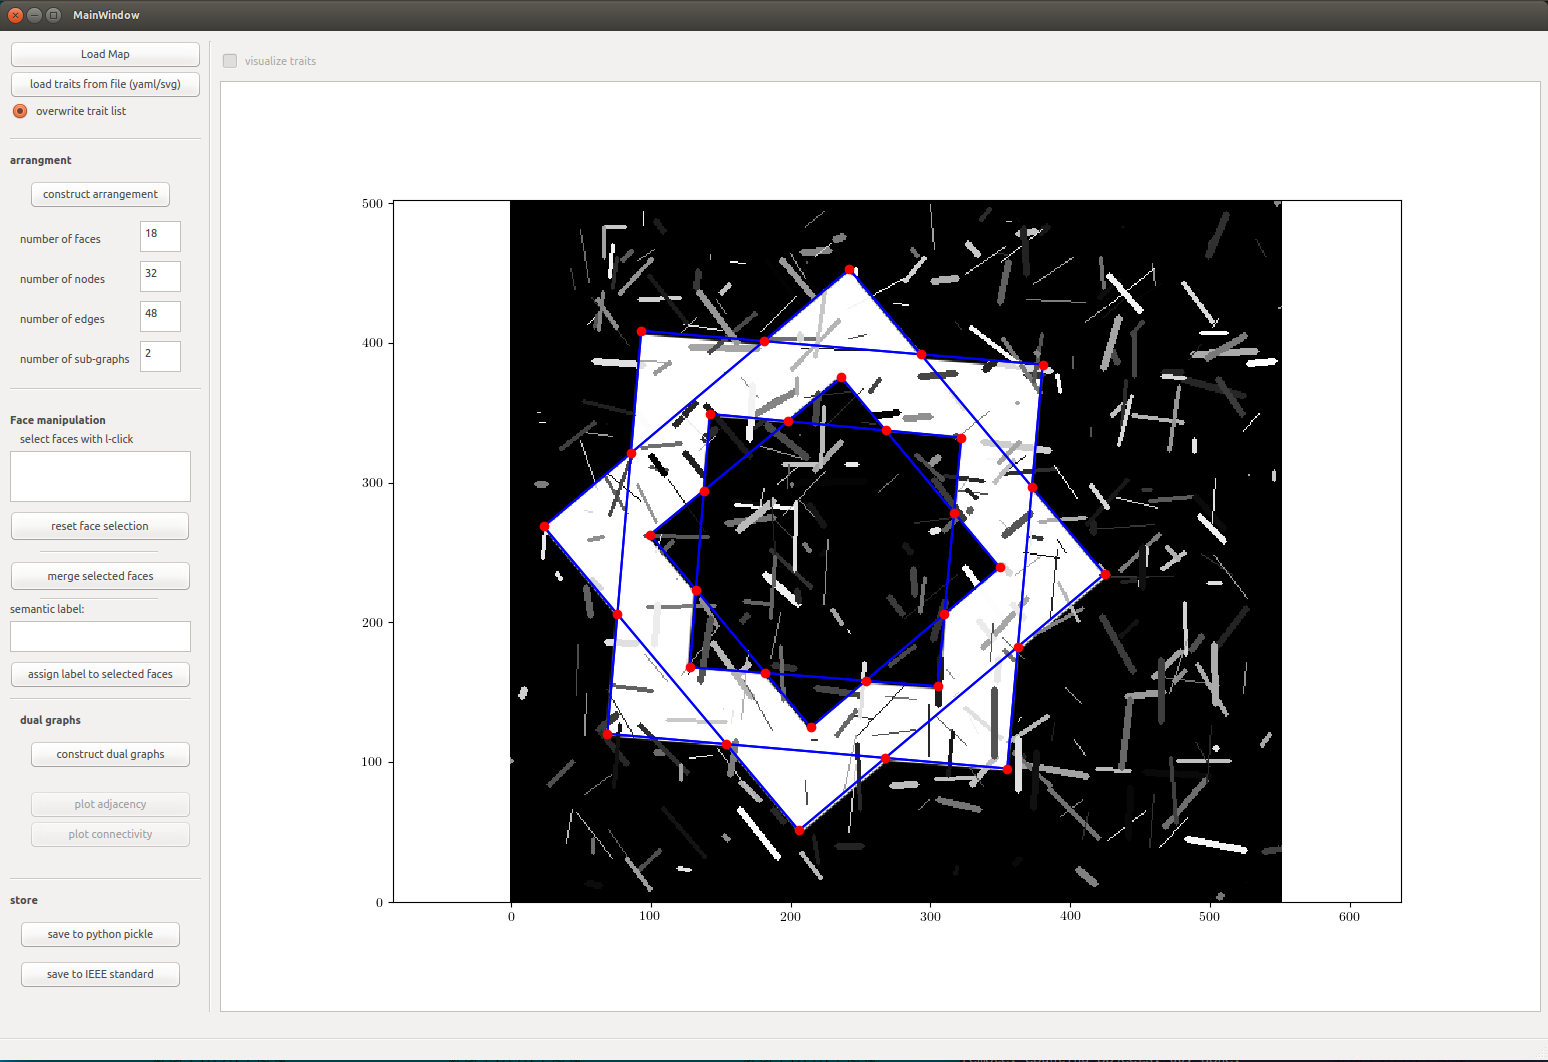 MainWindow
Load Map
load traits from file (yaml/svg)
overwrite trait list
arrangment
construct arrangement
number of faces 18
number of nodes 32
number of edges 48
number of sub-graphs 2
Face manipulation
select faces with l-click
reset face selection
merge selected faces
semantic label:
assign label to selected faces
dual graphs
construct dual graphs
plot adjacency
plot connectivity
store
save to python pickle
save to IEEE standard
visualize traits
500
400
300
200
100
0
0 100 200 300 400 500 600